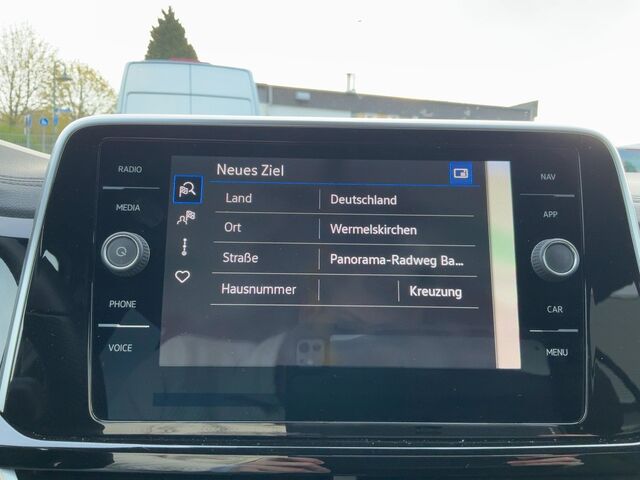 RADIO
MEDIA
PHONE
VOICE
Neues Ziel
Land Deutschland
Ort Wermelskirchen
Straße Panorama-Radweg Ba...
Hausnummer Kreuzung
NAV
APP
CAR
MENU